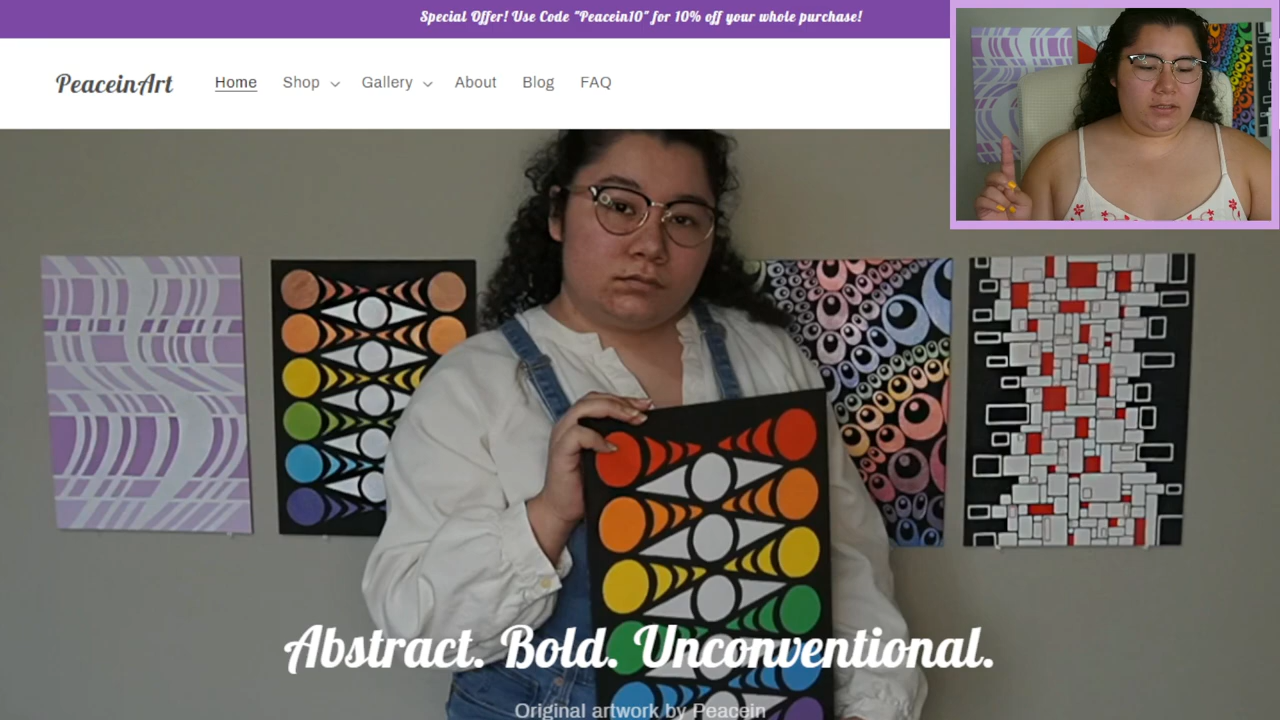 Special Offer! Use Code "Peacein10" for 10% off your whole purchase!
PeaceinArt
Home
Shop
Gallery
About
Blog
FAQ
Abstract. Bold. Unconventional.
Original artwork by Peacein